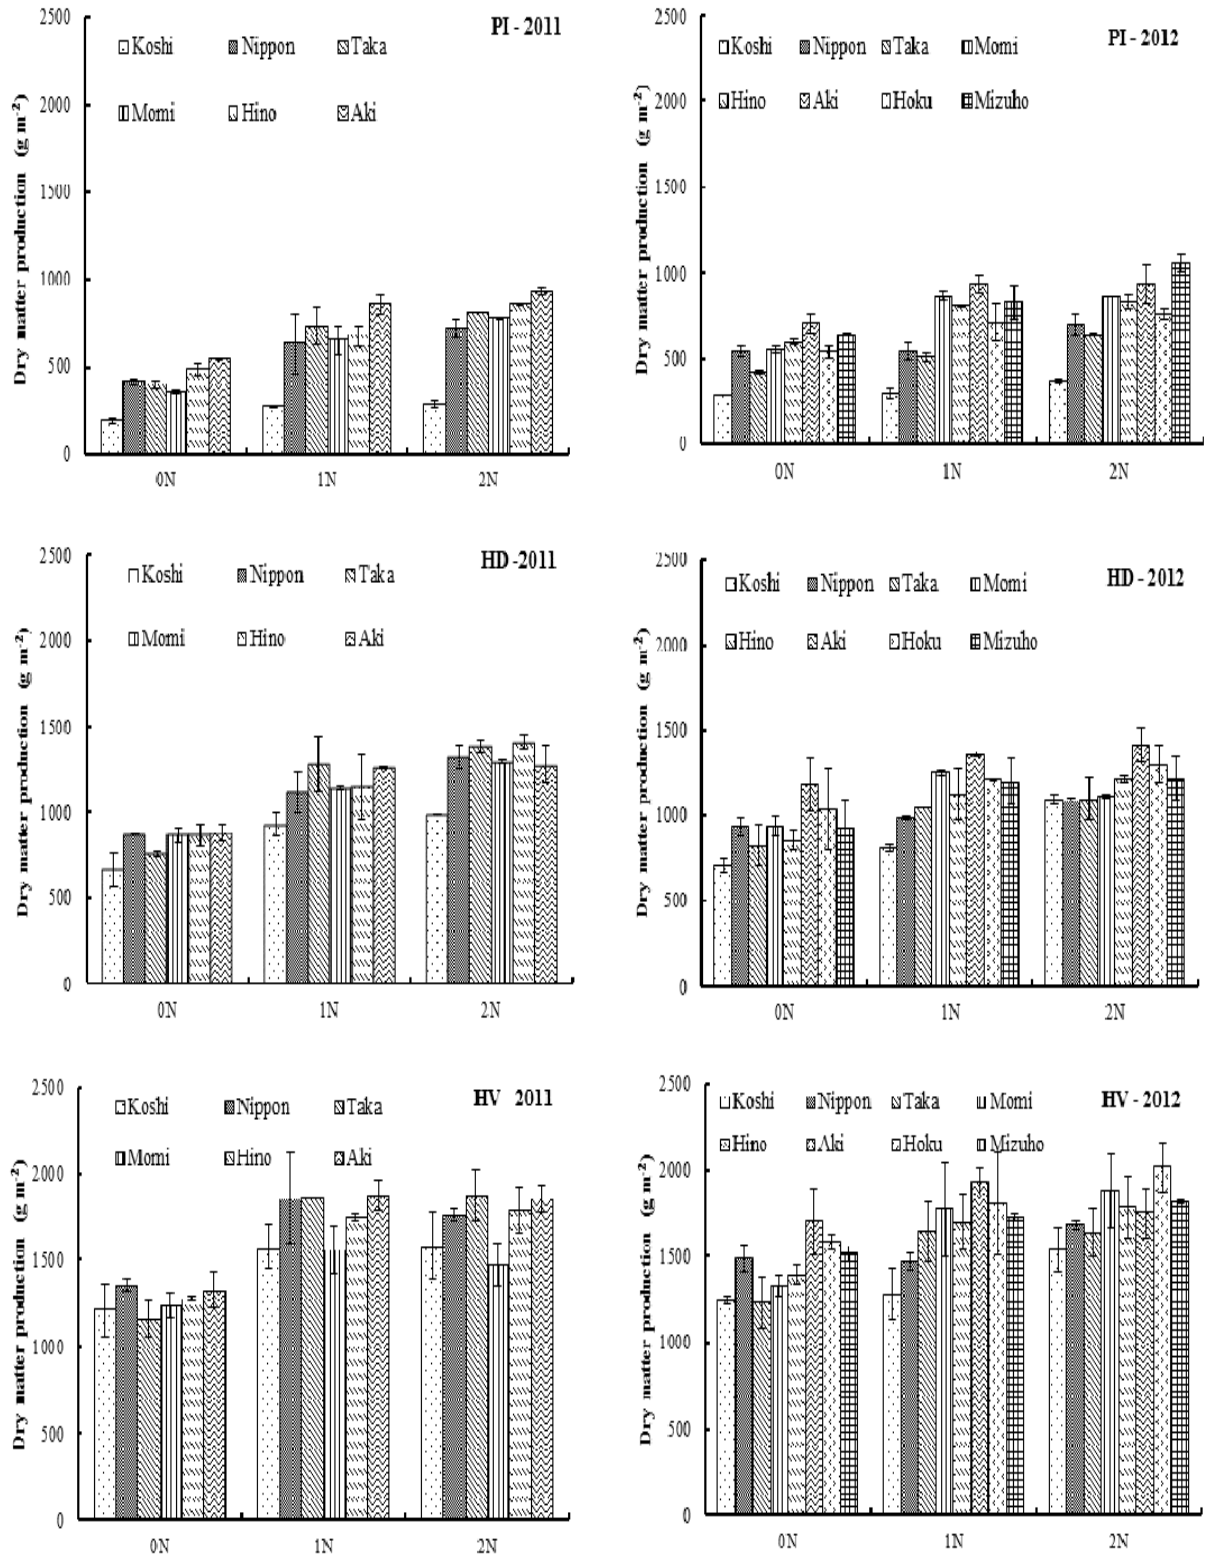 PI - 2011
Koshi Nippon Taka
Momi Hino Aki
Dry matter production (g m-2)
2500
2000
1500
1000
500
0
0N 1N 2N
PI - 2012
Koshi Nippon Taka Momi
Hino Aki Hoku Mizuho
Dry matter production (g m-2)
2500
2000
1500
1000
500
0
0N 1N 2N
HD -2011
Koshi Nippon Taka
Momi Hino Aki
Dry matter production (g m-2)
2500
2000
1500
1000
500
0
0N 1N 2N
HD - 2012
Koshi Nippon Taka Momi
Hino Aki Hoku Mizuho
Dry matter production (g m-2)
2500
2000
1500
1000
500
0
0N 1N 2N
HV 2011
Koshi Nippon Taka
Momi Hino Aki
Dry matter production (g m-2)
2500
2000
1500
1000
500
0
0N 1N 2N
HV - 2012
Koshi Nippon Taka Momi
Hino Aki Hoku Mizuho
Dry matter production (g m-2)
2500
2000
1500
1000
500
0
0N 1N 2N